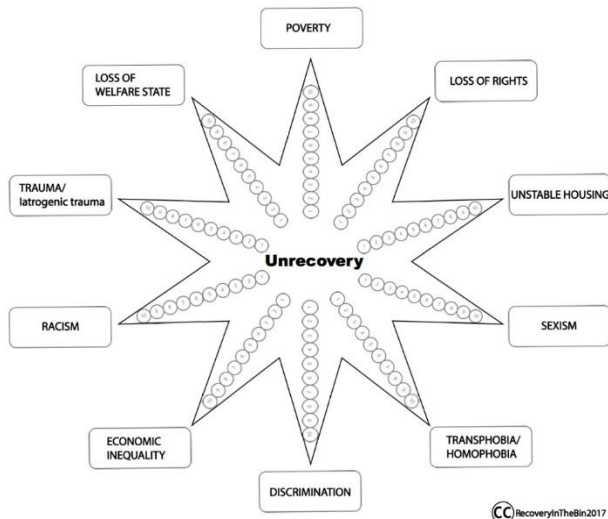 POVERTY
LOSS OF
WELFARE STATE
LOSS OF RIGHTS
TRAUMA/
Iatrogenic trauma
UNSTABLE HOUSING
Unrecovery
RACISM
SEXISM
ECONOMIC
INEQUALITY
TRANSPHOBIA/
HOMOPHOBIA
DISCRIMINATION
CC RecoveryInTheBin2017